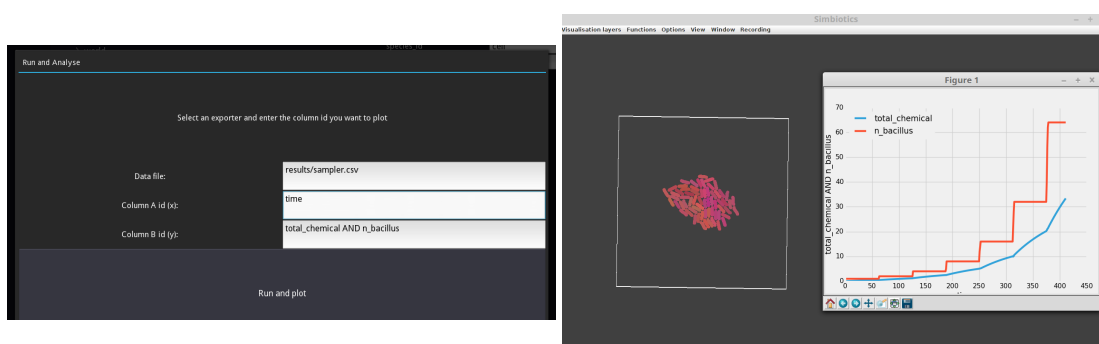 species_id
Run and Analyse
Select an exporter and enter the column id you want to plot
Data file:
results/sampler.csv
Column A id (x):
time
Column B id (y):
total_chemical AND n_bacillus
Run and plot
Simbiotics
Visualisation layers Functions Options View Window Recording
Figure 1
total_chemical
n_bacillus
total_chemical AND n_bacillus
70
60
50
40
30
20
10
0
0 50 100 150 200 250 300 350 400 450